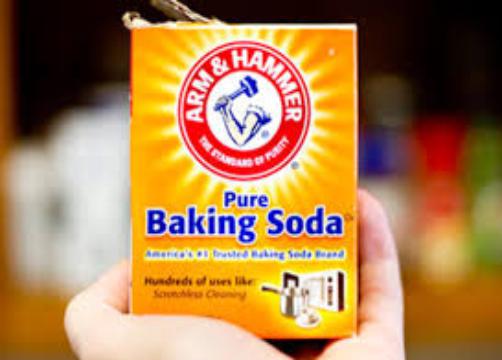 ARM & HAMMER
THE STANDARD OF PURITY
®
Pure
Baking Soda
America's #1 Trusted Baking Soda Brand
Hundreds of uses like:
Scratchless Cleaning